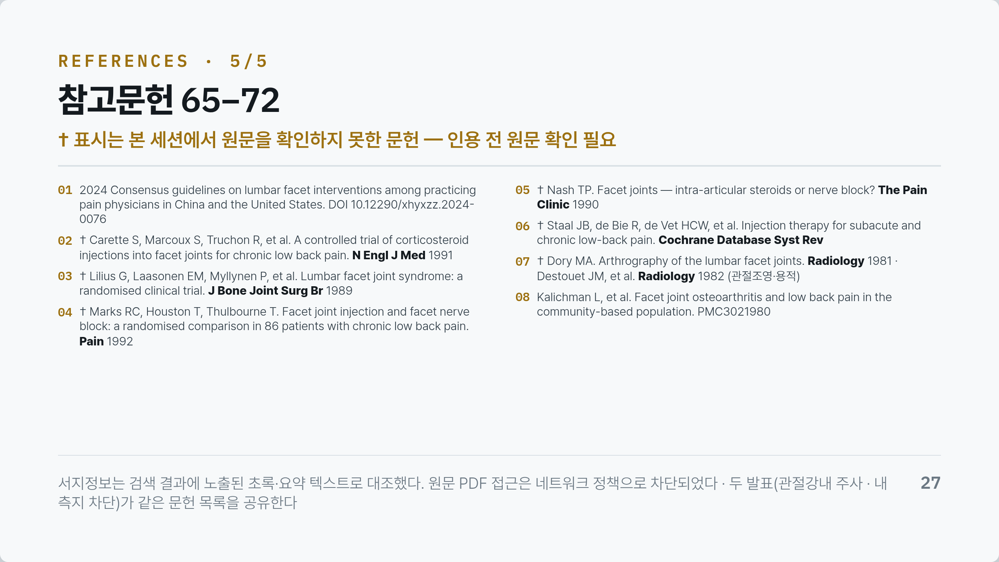 REFERENCES · 5/5
참고문헌 65–72
† 표시는 본 세션에서 원문을 확인하지 못한 문헌 — 인용 전 원문 확인 필요
01 2024 Consensus guidelines on lumbar facet interventions among practicing
pain physicians in China and the United States. DOI 10.12290/xhyxzz.2024-
0076
02 † Carette S, Marcoux S, Truchon R, et al. A controlled trial of corticosteroid
injections into facet joints for chronic low back pain. N Engl J Med 1991
03 † Lilius G, Laasonen EM, Myllynen P, et al. Lumbar facet joint syndrome: a
randomised clinical trial. J Bone Joint Surg Br 1989
04 † Marks RC, Houston T, Thulbourne T. Facet joint injection and facet nerve
block: a randomised comparison in 86 patients with chronic low back pain.
Pain 1992
05 † Nash TP. Facet joints — intra-articular steroids or nerve block? The Pain
Clinic 1990
06 † Staal JB, de Bie R, de Vet HCW, et al. Injection therapy for subacute and
chronic low-back pain. Cochrane Database Syst Rev
07 † Dory MA. Arthrography of the lumbar facet joints. Radiology 1981 ·
Destouet JM, et al. Radiology 1982 (관절조영·용적)
08 Kalichman L, et al. Facet joint osteoarthritis and low back pain in the
community-based population. PMC3021980
서지정보는 검색 결과에 노출된 초록·요약 텍스트로 대조했다. 원문 PDF 접근은 네트워크 정책으로 차단되었다 · 두 발표(관절강내 주사 · 내
측지 차단)가 같은 문헌 목록을 공유한다
27